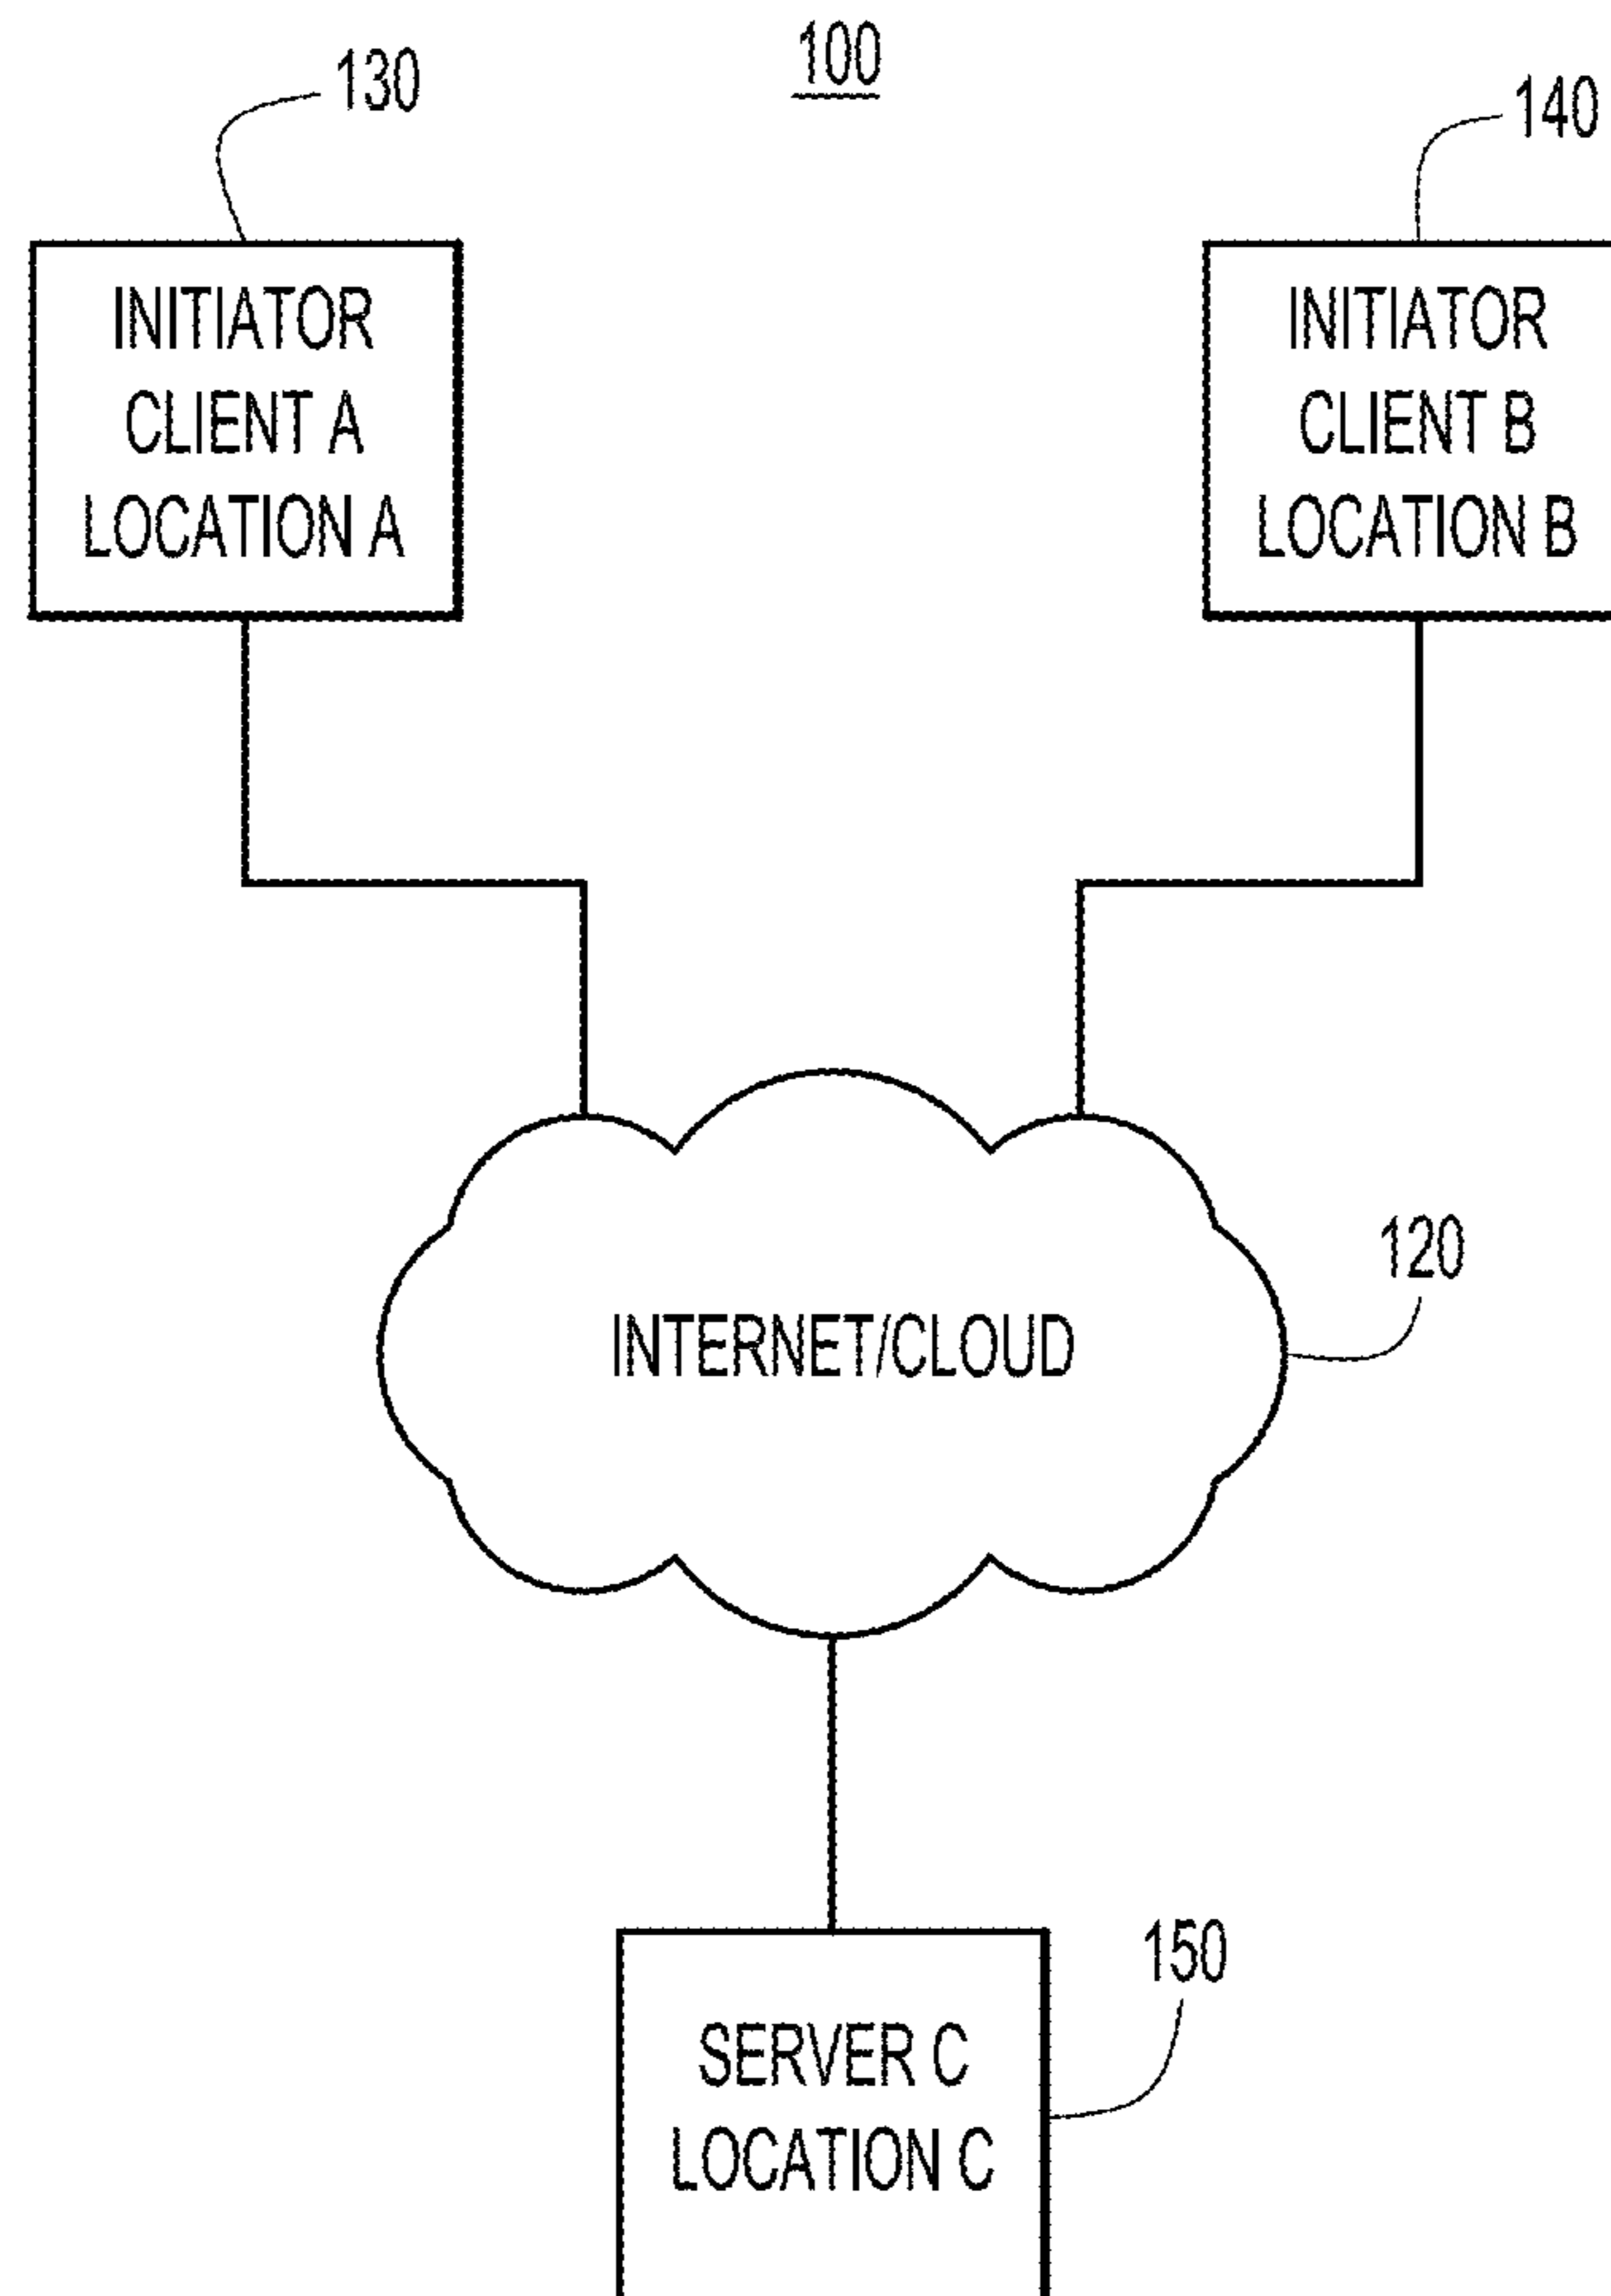 100
130
140
INITIATOR
CLIENT A
LOCATION A
INITIATOR
CLIENT B
LOCATION B
INTERNET/CLOUD
120
150
SERVER C
LOCATION C